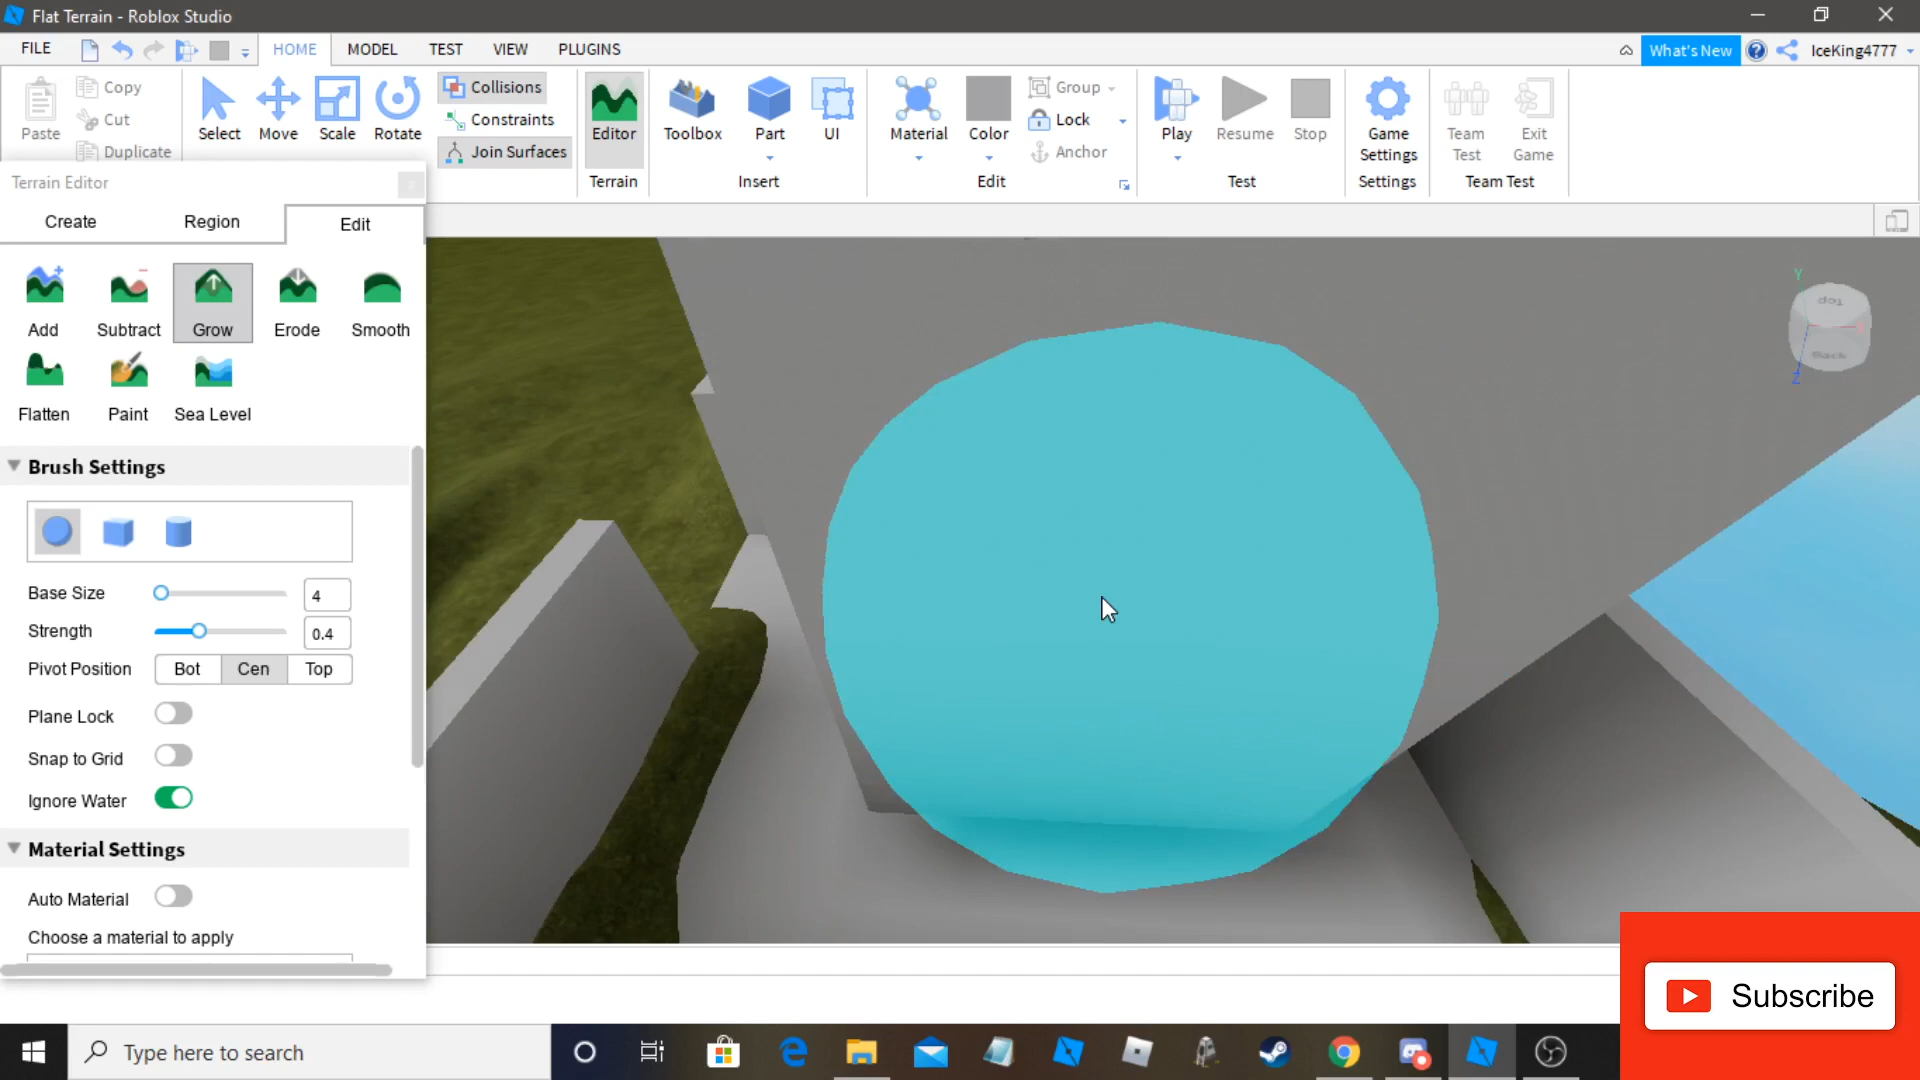 Flat Terrain - Roblox Studio
FILE HOME MODEL TEST VIEW PLUGINS What's New IceKing4777
Paste Copy Cut Duplicate
Select Move Scale Rotate
Collisions
Constraints
Join Surfaces
Editor
Terrain
Toolbox Part UI
Insert
Material Color Group Lock Anchor
Edit
Play Resume Stop
Test
Game Settings
Settings
Team Test Exit Game
Team Test
Terrain Editor
Create Region Edit
Add Subtract Grow Erode Smooth
Flatten Paint Sea Level
Brush Settings
Base Size 4
Strength 0.4
Pivot Position Bot Cen Top
Plane Lock
Snap to Grid
Ignore Water
Material Settings
Auto Material
Choose a material to apply
Y
Top
Back
Z
Subscribe
Type here to search